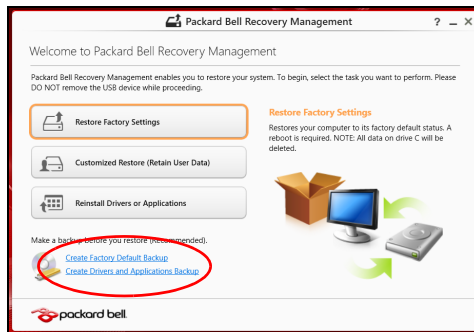 Packard Bell Recovery Management
? _ X
Welcome to Packard Bell Recovery Management
Packard Bell Recovery Management enables you to restore your system. To begin, select the task you want to perform. Please
DO NOT remove the USB device while proceeding.
Restore Factory Settings
Customized Restore (Retain User Data)
Reinstall Drivers or Applications
Restore Factory Settings
Restores your computer to its factory default status. A
reboot is required. NOTE: All data on drive C will be
deleted.
Make a backup before you restore (Recommended).
Create Factory Default Backup
Create Drivers and Applications Backup
packard bell.